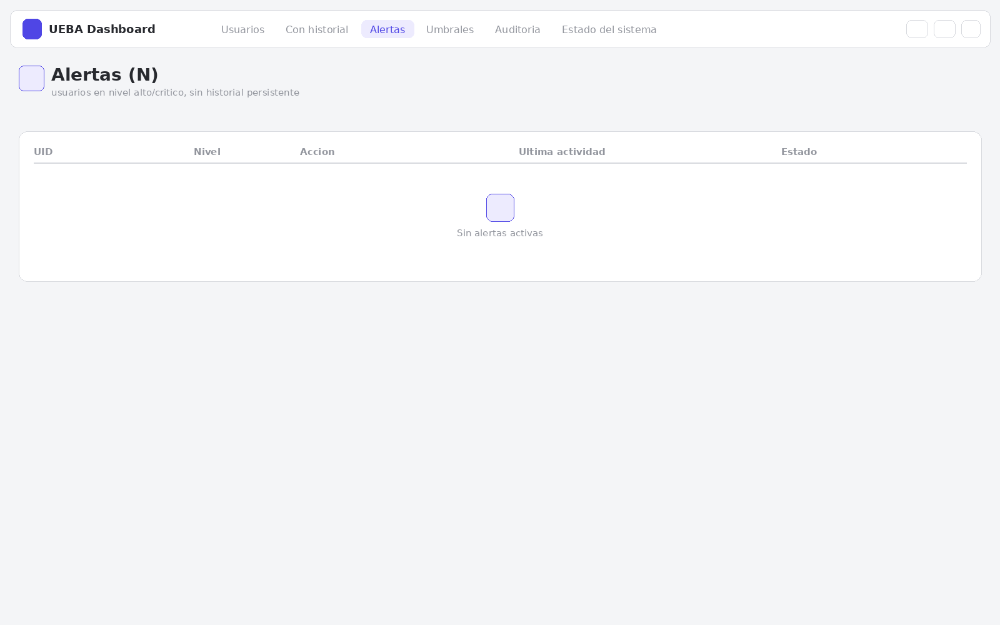 UEBA Dashboard Usuarios Con historial Alertas Umbrales Auditoria Estado del sistema
Alertas (N)
usuarios en nivel alto/critico, sin historial persistente
UID Nivel Accion Ultima actividad Estado
Sin alertas activas